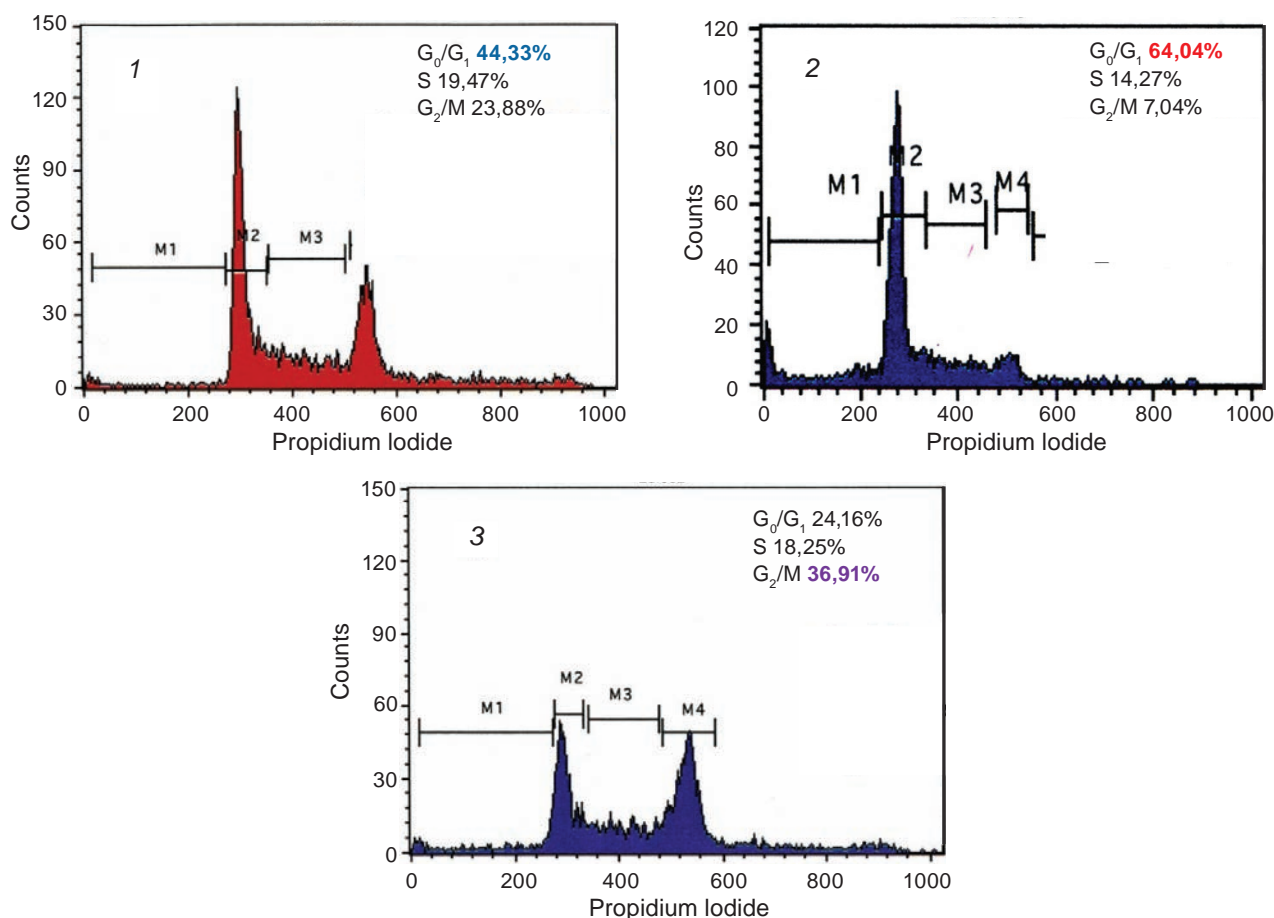 1
G₀/G₁ 44,33%
S 19,47%
G₂/M 23,88%
150
120
90
60
30
0
Counts
M1
M2
M3
0 200 400 600 800 1000
Propidium Iodide
2
G₀/G₁ 64,04%
S 14,27%
G₂/M 7,04%
120
100
80
60
40
20
0
Counts
M1
M2
M3
M4
0 200 400 600 800 1000
Propidium Iodide
3
G₀/G₁ 24,16%
S 18,25%
G₂/M 36,91%
150
120
90
60
30
0
Counts
M1
M2
M3
M4
0 200 400 600 800 1000
Propidium Iodide